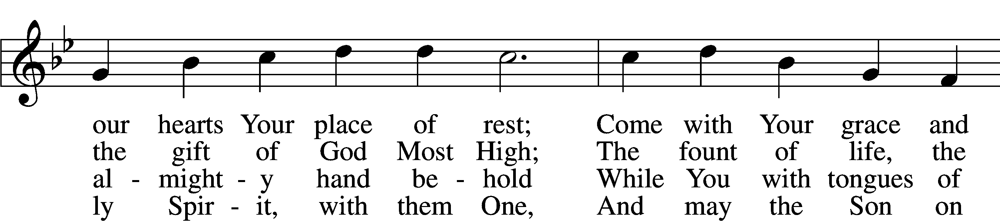 our hearts Your place of rest; Come with Your grace and
the gift of God Most High; The fount of life, the
al - might - y hand be - hold While You with tongues of
ly Spir - it, with them One, And may the Son on